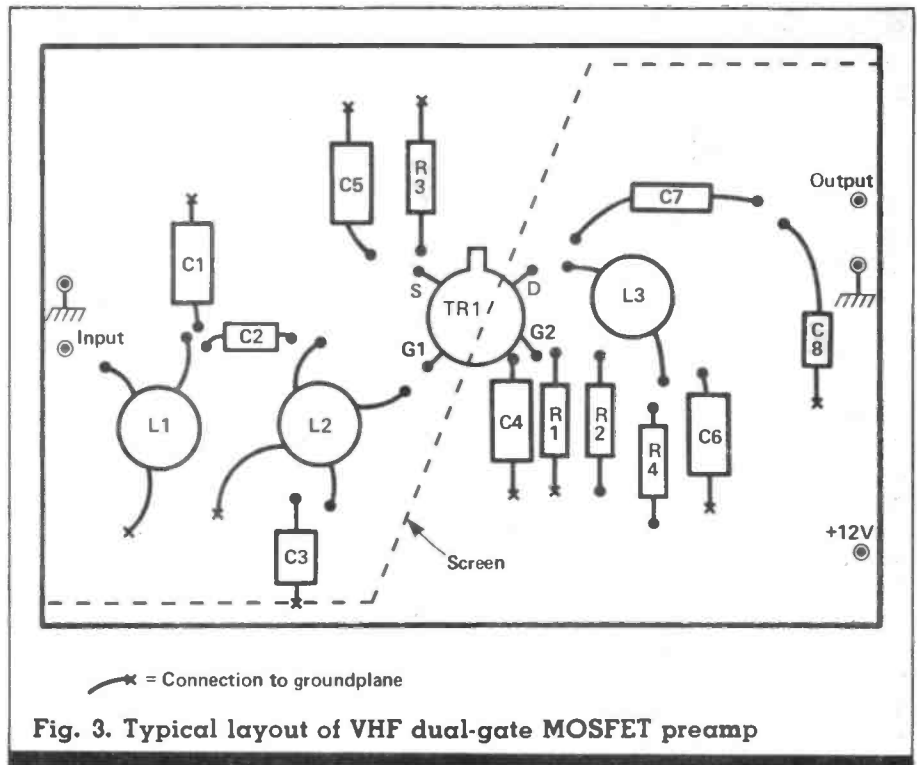 C5
R3
C7
Output
C1
S
D
TR1
L3
Input
C2
G1
G2
C8
L1
L2
C4
R1
R2
R4
C6
C3
Screen
+12V
= Connection to groundplane
Fig. 3. Typical layout of VHF dual-gate MOSFET preamp